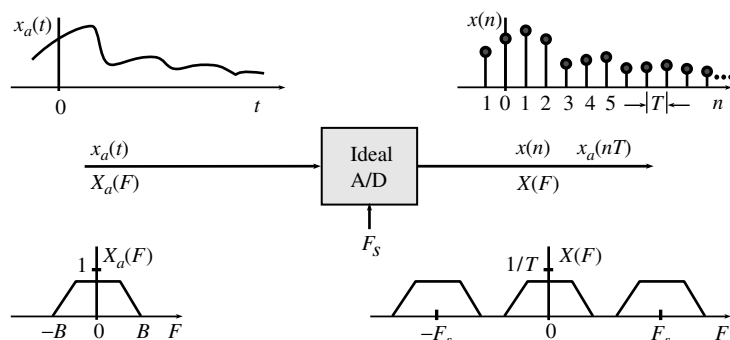 x_a(t)
0 t
x(n)
1 0 1 2 3 4 5 T n
x_a(t)
X_a(F)
Ideal
A/D
F_s
x(n) x_a(nT)
X(F)
X_a(F)
1
−B 0 B F
X(F)
1/T
−F_s 0 F_s F